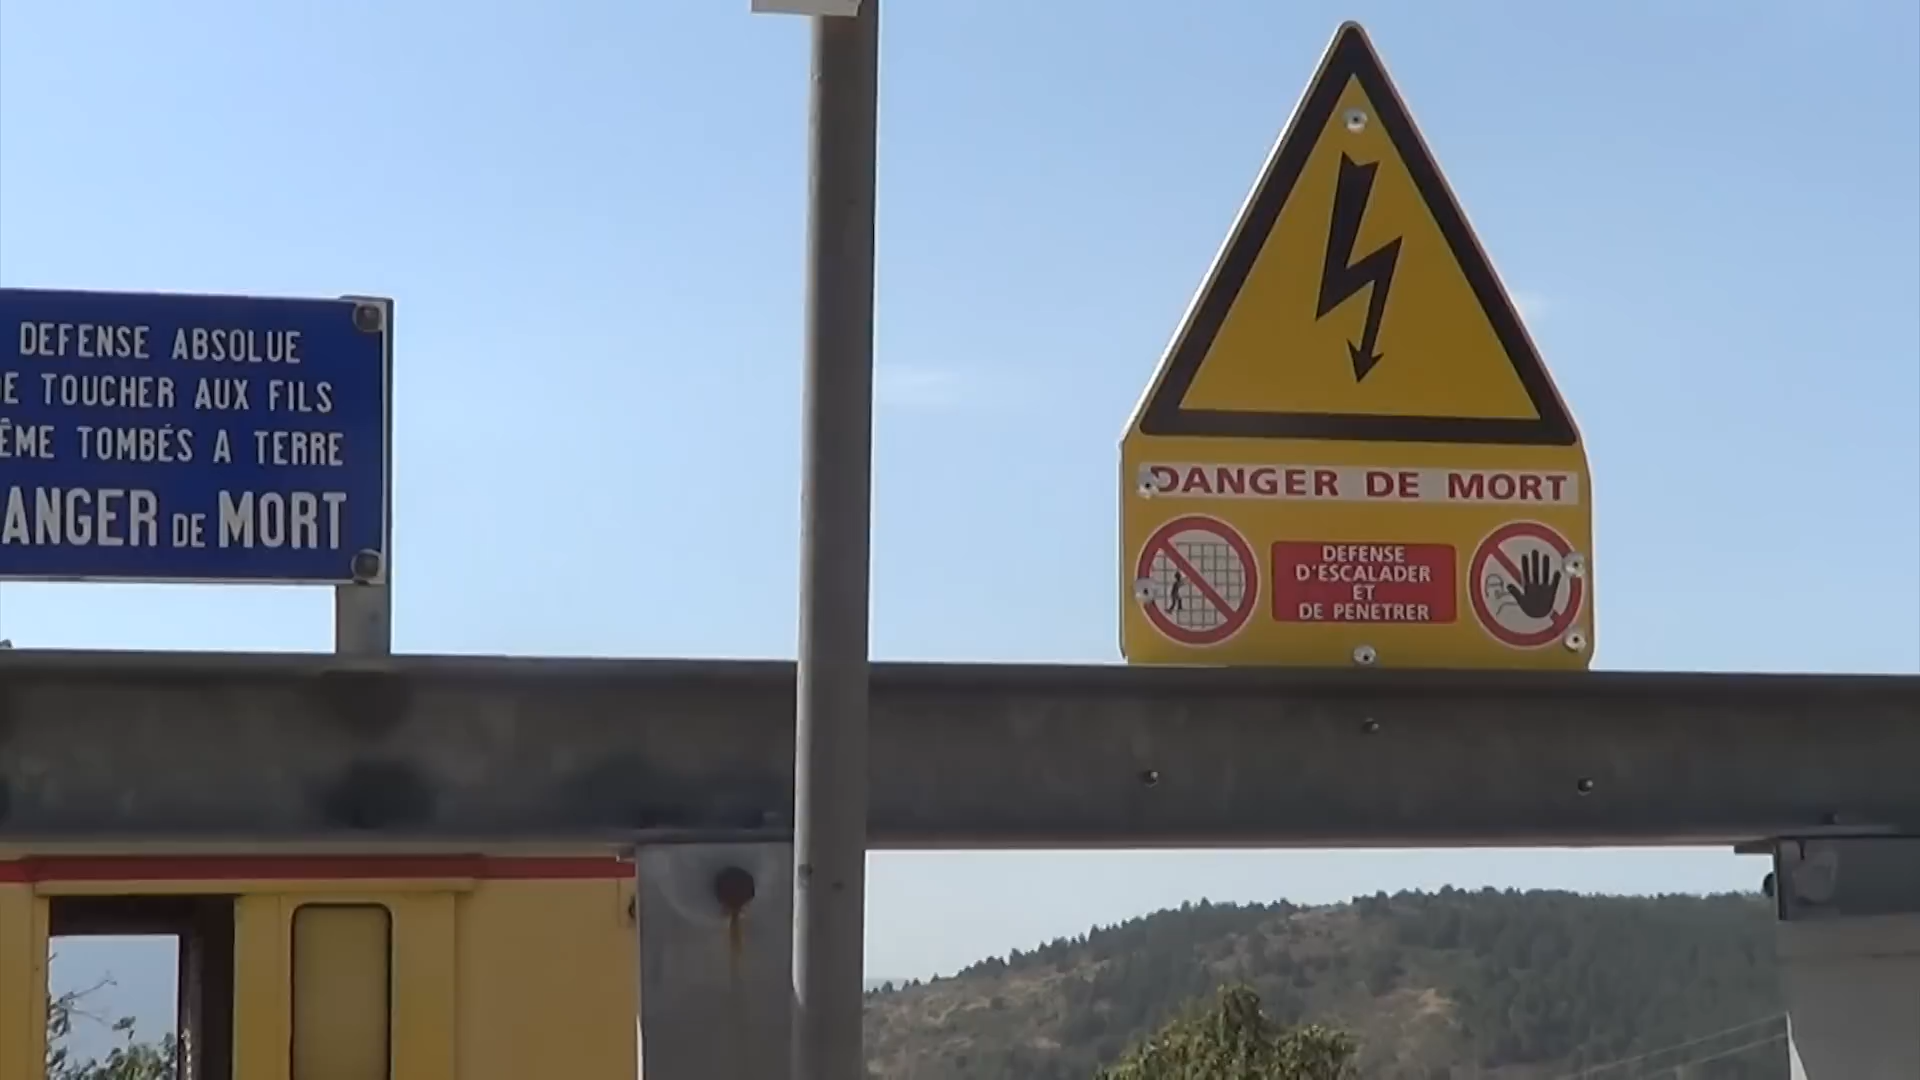 DEFENSE ABSOLUE
E TOUCHER AUX FILS
ÊME TOMBÉS A TERRE
ANGER DE MORT
DANGER DE MORT
DEFENSE
D'ESCALADER
ET
DE PENETRER